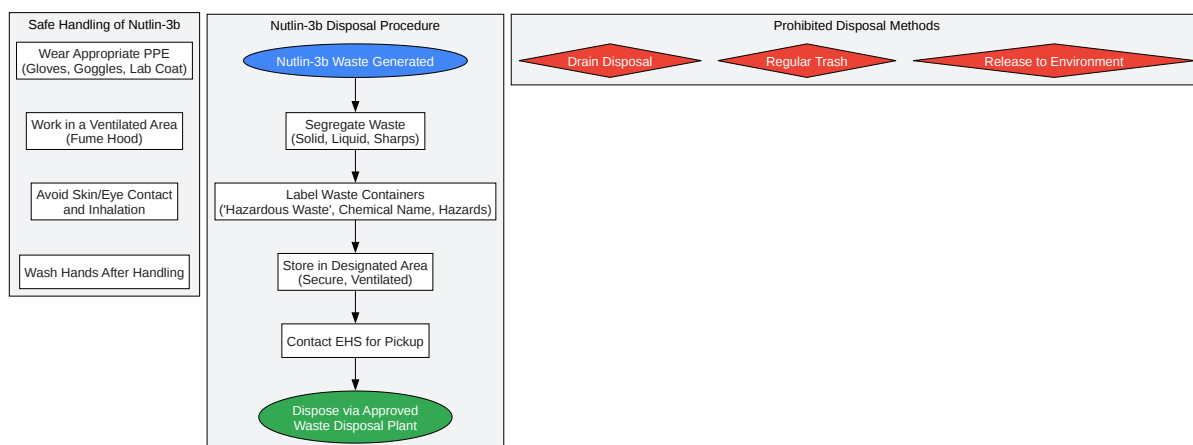 Safe Handling of Nutlin-3b
Wear Appropriate PPE
(Gloves, Goggles, Lab Coat)
Work in a Ventilated Area
(Fume Hood)
Avoid Skin/Eye Contact
and Inhalation
Wash Hands After Handling
Nutlin-3b Disposal Procedure
Nutlin-3b Waste Generated
Segregate Waste
(Solid, Liquid, Sharps)
Label Waste Containers
('Hazardous Waste', Chemical Name, Hazards)
Store in Designated Area
(Secure, Ventilated)
Contact EHS for Pickup
Dispose via Approved
Waste Disposal Plant
Prohibited Disposal Methods
Drain Disposal
Regular Trash
Release to Environment